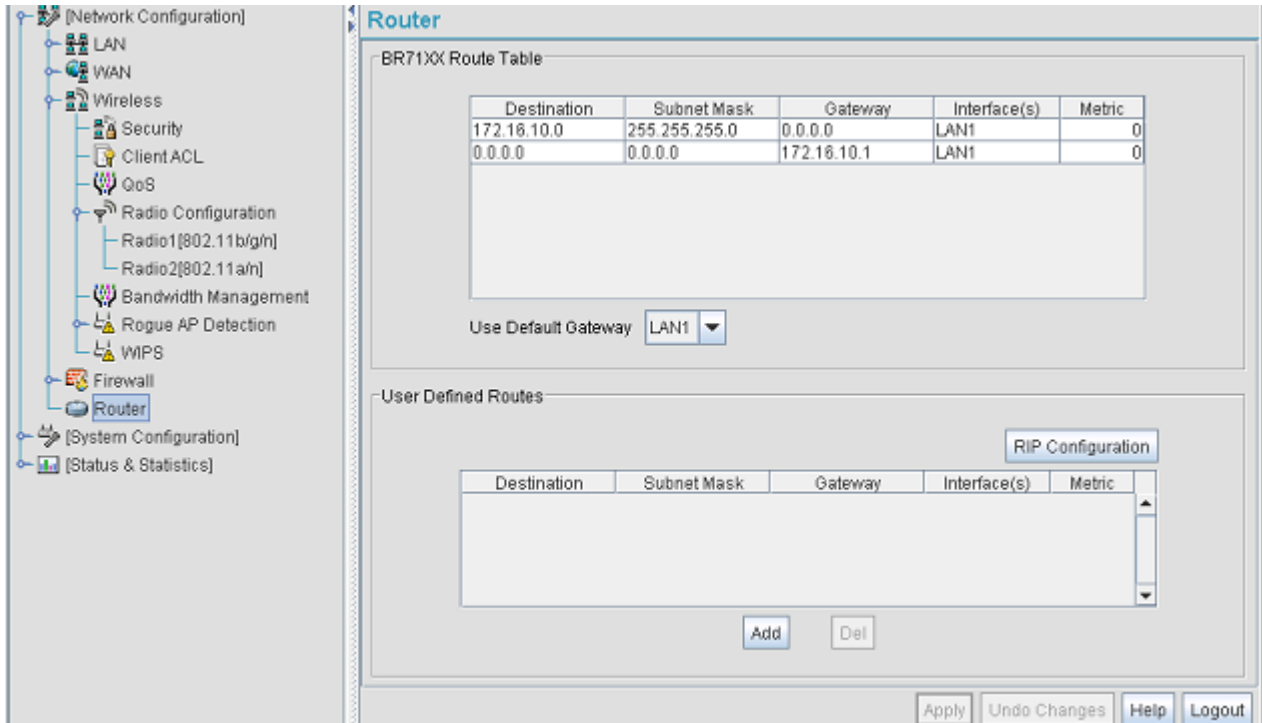 [Network Configuration]
LAN
WAN
Wireless
Security
Client ACL
QoS
Radio Configuration
Radio1[802.11b/g/n]
Radio2[802.11a/n]
Bandwidth Management
Rogue AP Detection
WIPS
Firewall
Router
[System Configuration]
[Status & Statistics]
Router
BR71XX Route Table
Destination Subnet Mask Gateway Interface(s) Metric
172.16.10.0 255.255.255.0 0.0.0.0 LAN1 0
0.0.0.0 0.0.0.0 172.16.10.1 LAN1 0
Use Default Gateway LAN1
User Defined Routes
RIP Configuration
Destination Subnet Mask Gateway Interface(s) Metric
Add Del
Apply Undo Changes Help Logout